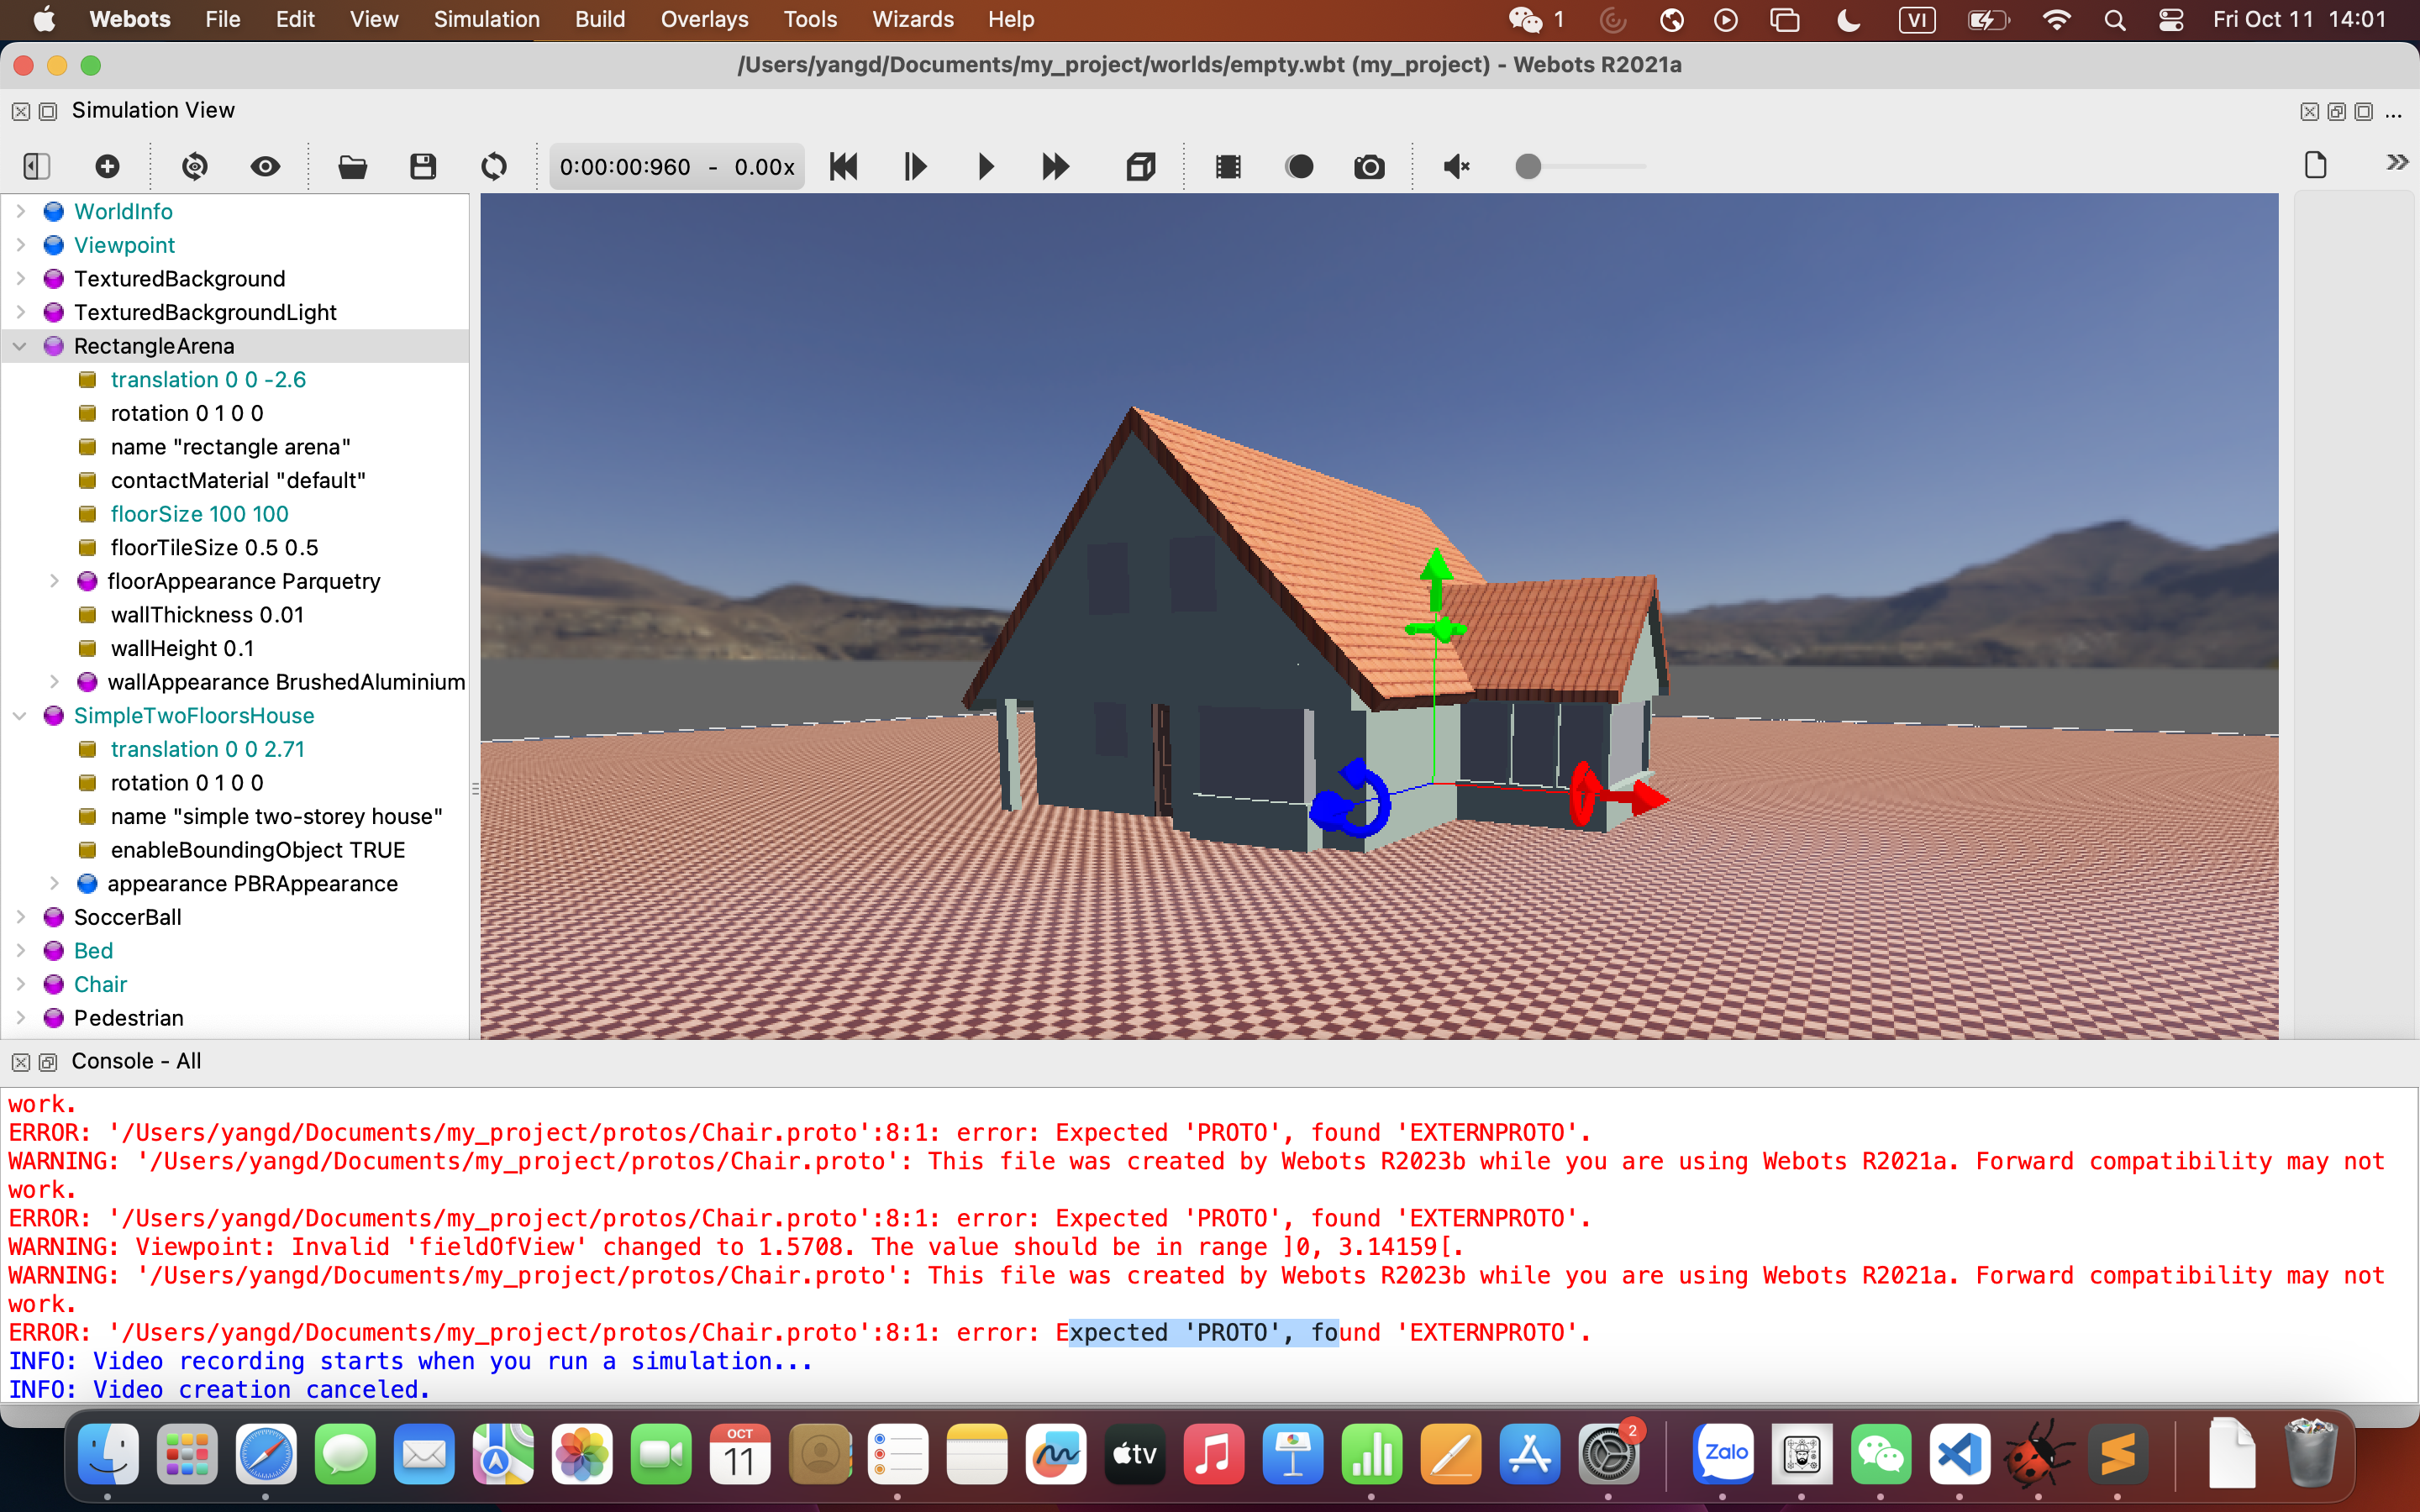 Webots File Edit View Simulation Build Overlays Tools Wizards Help 1 VI Fri Oct 11 14:01
/Users/yangd/Documents/my_project/worlds/empty.wbt (my_project) - Webots R2021a
Simulation View
...
0:00:00:960 - 0.00x
WorldInfo
Viewpoint
TexturedBackground
TexturedBackgroundLight
RectangleArena
translation 0 0 -2.6
rotation 0 1 0 0
name "rectangle arena"
contactMaterial "default"
floorSize 100 100
floorTileSize 0.5 0.5
floorAppearance Parquetry
wallThickness 0.01
wallHeight 0.1
wallAppearance BrushedAluminium
SimpleTwoFloorsHouse
translation 0 0 2.71
rotation 0 1 0 0
name "simple two-storey house"
enableBoundingObject TRUE
appearance PBRAppearance
SoccerBall
Bed
Chair
Pedestrian
Console - All
work.
ERROR: '/Users/yangd/Documents/my_project/protos/Chair.proto':8:1: error: Expected 'PROTO', found 'EXTERNPROTO'.
WARNING: '/Users/yangd/Documents/my_project/protos/Chair.proto': This file was created by Webots R2023b while you are using Webots R2021a. Forward compatibility may not
work.
ERROR: '/Users/yangd/Documents/my_project/protos/Chair.proto':8:1: error: Expected 'PROTO', found 'EXTERNPROTO'.
WARNING: Viewpoint: Invalid 'fieldOfView' changed to 1.5708. The value should be in range ]0, 3.14159[.
WARNING: '/Users/yangd/Documents/my_project/protos/Chair.proto': This file was created by Webots R2023b while you are using Webots R2021a. Forward compatibility may not
work.
ERROR: '/Users/yangd/Documents/my_project/protos/Chair.proto':8:1: error: Expected 'PROTO', found 'EXTERNPROTO'.
INFO: Video recording starts when you run a simulation...
INFO: Video creation canceled.
OCT
11
tv
2
Zalo